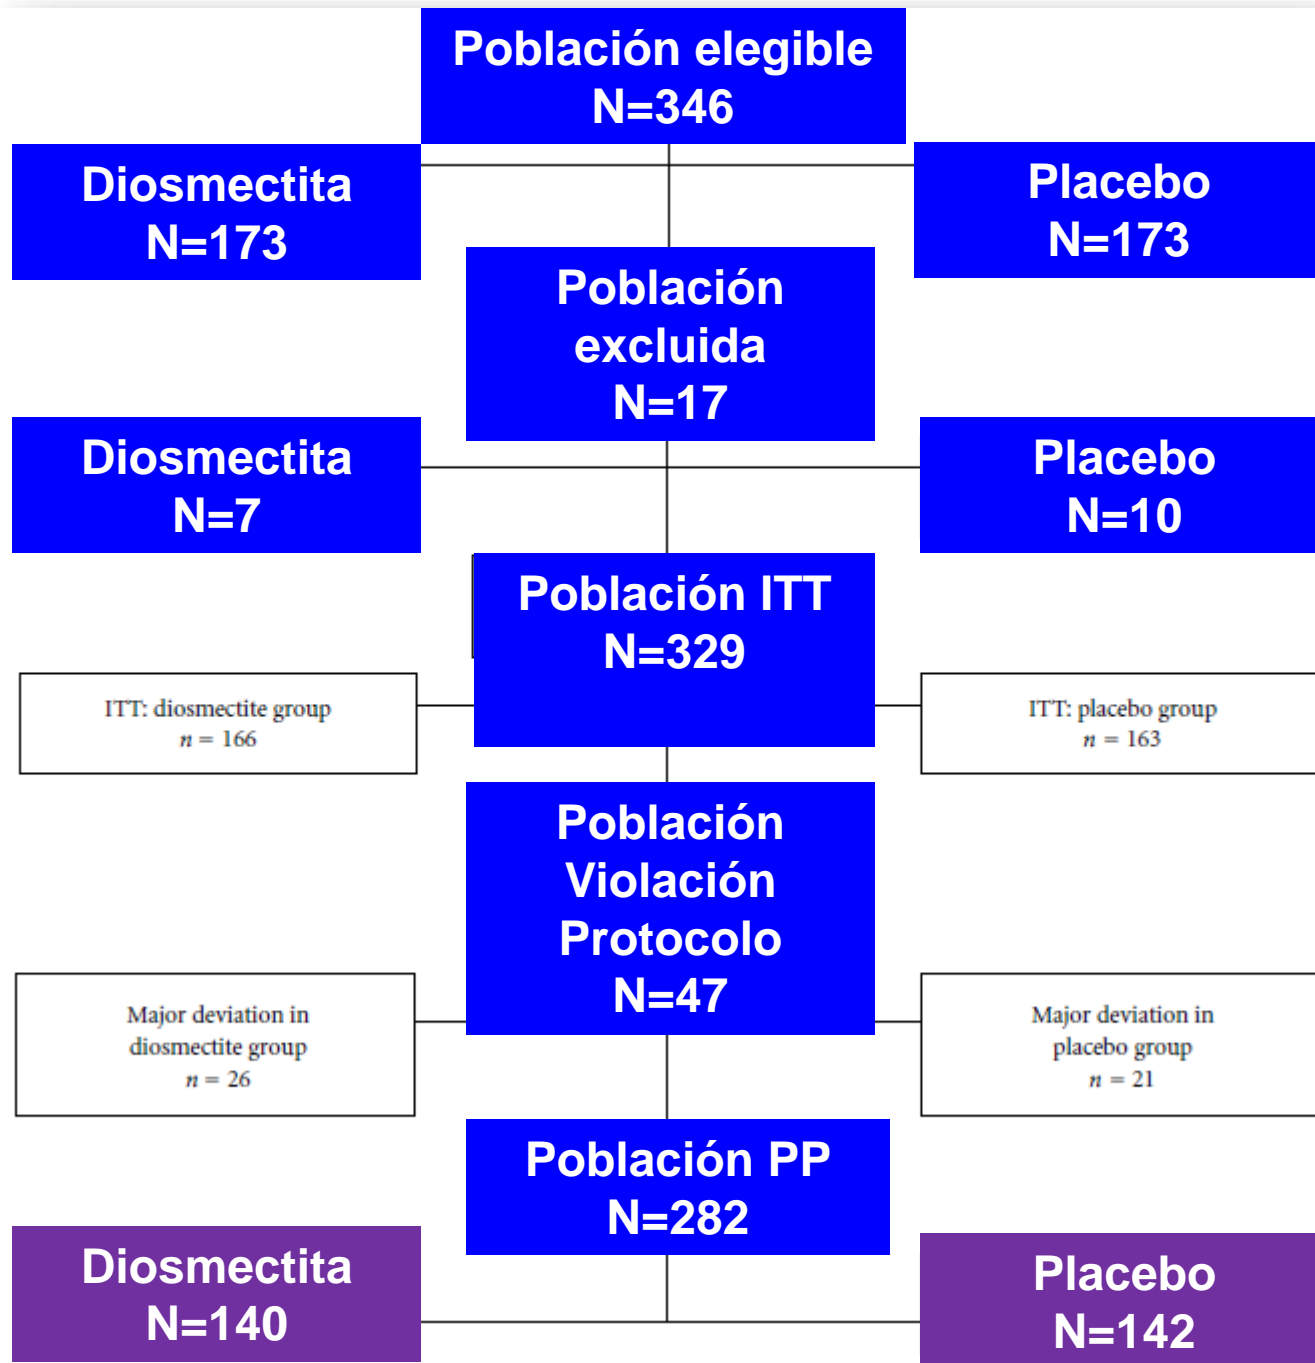 Población elegible
N=346
Diosmectita
N=173
Placebo
N=173
Población
excluida
N=17
Diosmectita
N=7
Placebo
N=10
Población ITT
N=329
ITT: diosmectite group
n = 166
ITT: placebo group
n = 163
Población
Violación
Protocolo
N=47
Major deviation in
diosmectite group
n = 26
Major deviation in
placebo group
n = 21
Población PP
N=282
Diosmectita
N=140
Placebo
N=142